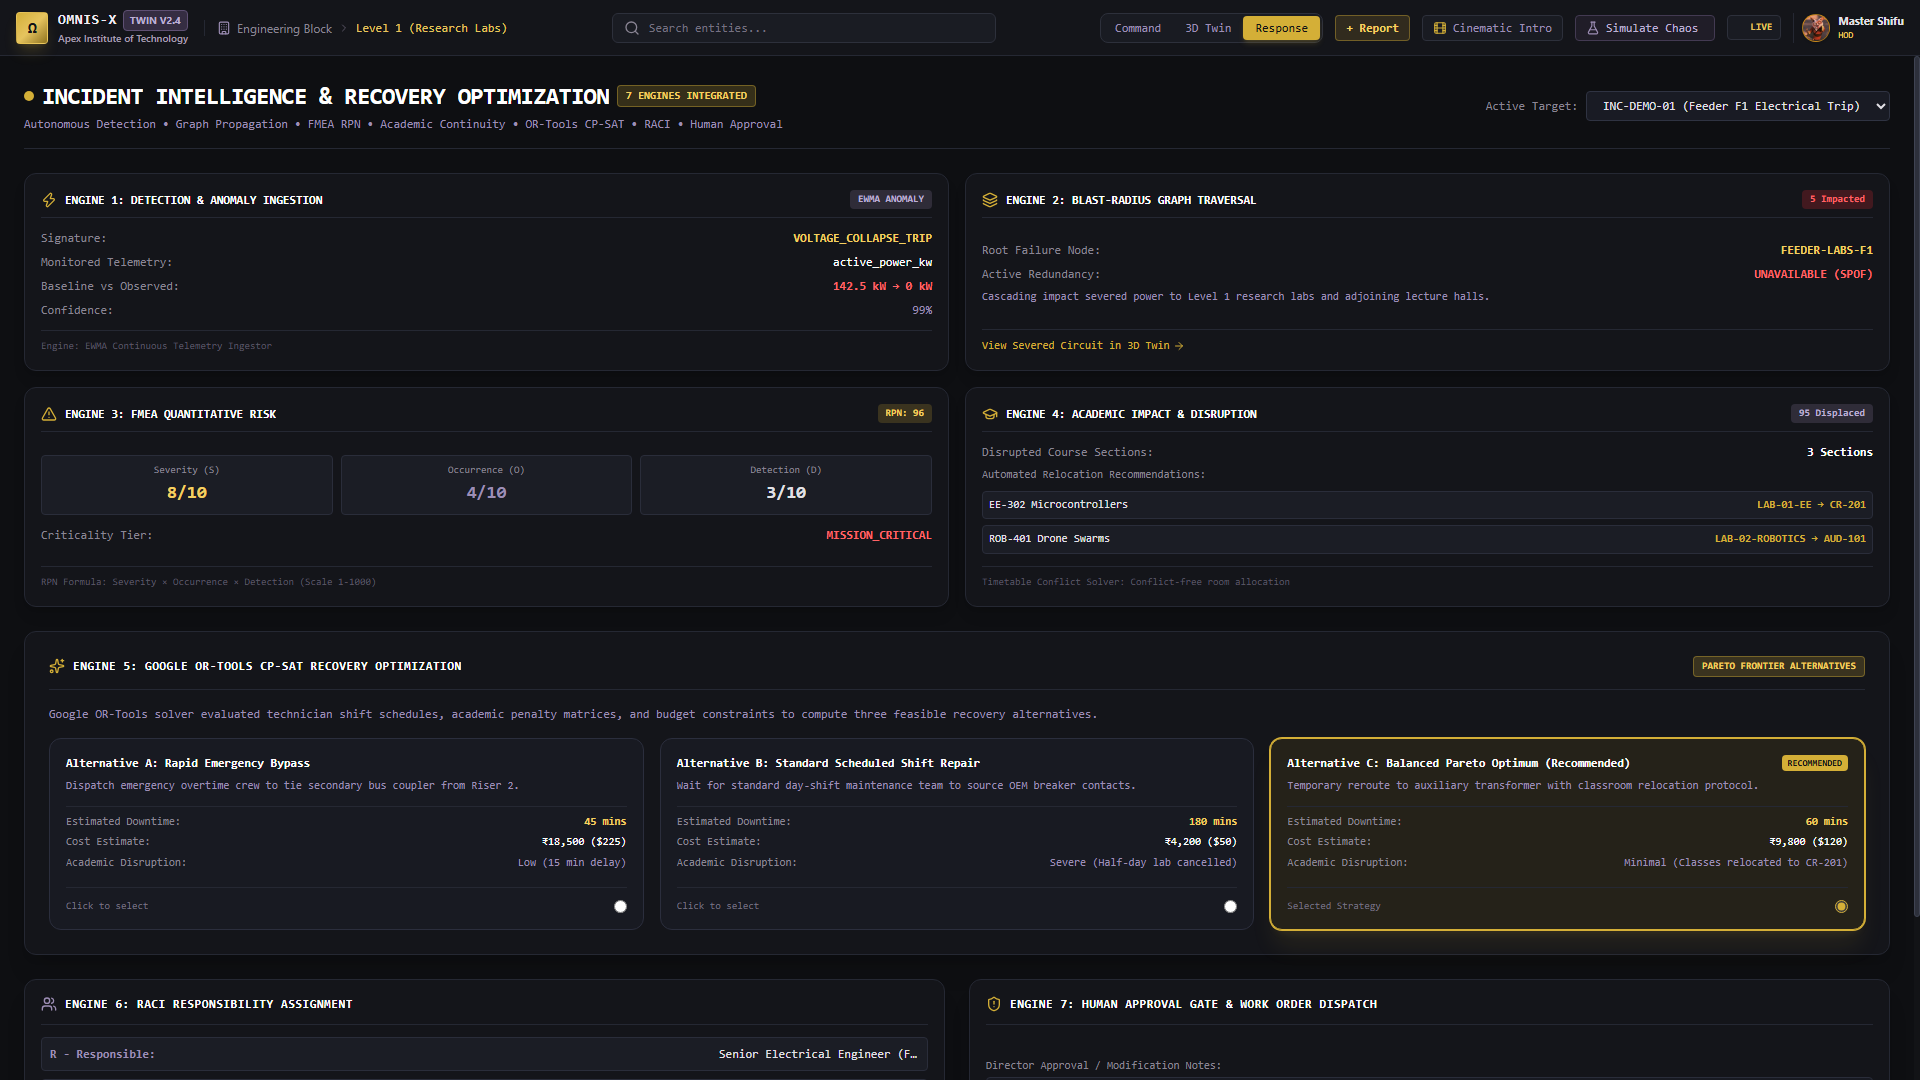 Ω
OMNIS-X TWIN V2.4
Apex Institute of Technology
Engineering Block > Level 1 (Research Labs)
Search entities...
Command 3D Twin Response
+ Report
Cinematic Intro
Simulate Chaos
LIVE
Master Shifu
HOD
INCIDENT INTELLIGENCE & RECOVERY OPTIMIZATION 7 ENGINES INTEGRATED
Autonomous Detection • Graph Propagation • FMEA RPN • Academic Continuity • OR-Tools CP-SAT • RACI • Human Approval
Active Target: INC-DEMO-01 (Feeder F1 Electrical Trip)
ENGINE 1: DETECTION & ANOMALY INGESTION EWMA ANOMALY
Signature: VOLTAGE_COLLAPSE_TRIP
Monitored Telemetry: active_power_kw
Baseline vs Observed: 142.5 kW → 0 kW
Confidence: 99%
Engine: EWMA Continuous Telemetry Ingestor
ENGINE 2: BLAST-RADIUS GRAPH TRAVERSAL 5 Impacted
Root Failure Node: FEEDER-LABS-F1
Active Redundancy: UNAVAILABLE (SPOF)
Cascading impact severed power to Level 1 research labs and adjoining lecture halls.
View Severed Circuit in 3D Twin →
ENGINE 3: FMEA QUANTITATIVE RISK RPN: 96
Severity (S) Occurrence (O) Detection (D)
8/10 4/10 3/10
Criticality Tier: MISSION_CRITICAL
RPN Formula: Severity × Occurrence × Detection (Scale 1-1000)
ENGINE 4: ACADEMIC IMPACT & DISRUPTION 95 Displaced
Disrupted Course Sections: 3 Sections
Automated Relocation Recommendations:
EE-302 Microcontrollers LAB-01-EE → CR-201
ROB-401 Drone Swarms LAB-02-ROBOTICS → AUD-101
Timetable Conflict Solver: Conflict-free room allocation
ENGINE 5: GOOGLE OR-TOOLS CP-SAT RECOVERY OPTIMIZATION PARETO FRONTIER ALTERNATIVES
Google OR-Tools solver evaluated technician shift schedules, academic penalty matrices, and budget constraints to compute three feasible recovery alternatives.
Alternative A: Rapid Emergency Bypass
Dispatch emergency overtime crew to tie secondary bus coupler from Riser 2.
Estimated Downtime: 45 mins
Cost Estimate: ₹18,500 ($225)
Academic Disruption: Low (15 min delay)
Click to select
Alternative B: Standard Scheduled Shift Repair
Wait for standard day-shift maintenance team to source OEM breaker contacts.
Estimated Downtime: 180 mins
Cost Estimate: ₹4,200 ($50)
Academic Disruption: Severe (Half-day lab cancelled)
Click to select
Alternative C: Balanced Pareto Optimum (Recommended) RECOMMENDED
Temporary reroute to auxiliary transformer with classroom relocation protocol.
Estimated Downtime: 60 mins
Cost Estimate: ₹9,800 ($120)
Academic Disruption: Minimal (Classes relocated to CR-201)
Selected Strategy
ENGINE 6: RACI RESPONSIBILITY ASSIGNMENT
R - Responsible: Senior Electrical Engineer (F…
ENGINE 7: HUMAN APPROVAL GATE & WORK ORDER DISPATCH
Director Approval / Modification Notes: